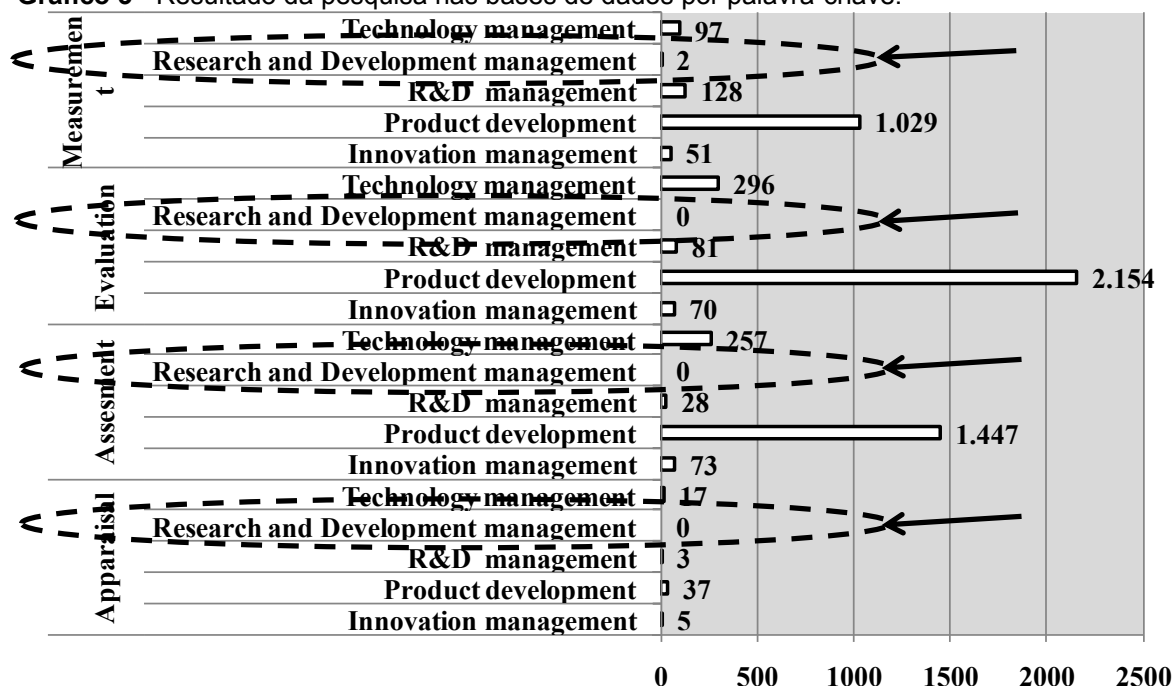 Gráfico 6 - Resultado da pesquisa nas bases de dados por palavra-chave.
Measuremen
t
Technology management 97
Research and Development management 2
R&D management 128
Product development 1.029
Innovation management 51
Evaluation
Technology management 296
Research and Development management 0
R&D management 81
Product development 2.154
Innovation management 70
Assesment
Technology management 257
Research and Development management 0
R&D management 28
Product development 1.447
Innovation management 73
Appraisal
Technology management 17
Research and Development management 0
R&D management 3
Product development 37
Innovation management 5
0 500 1000 1500 2000 2500